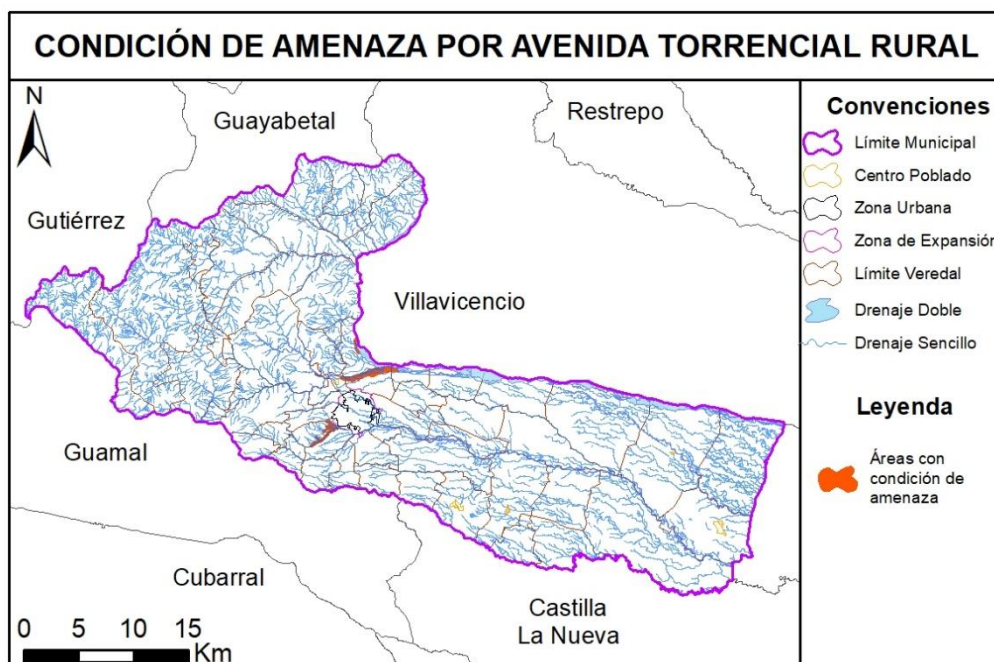 CONDICIÓN DE AMENAZA POR AVENIDA TORRENCIAL RURAL
N
Guayabetal
Restrepo
Gutiérrez
Villavicencio
Guamal
Cubarral
Castilla
La Nueva
0 5 10 15
Km
Convenciones
Límite Municipal
Centro Poblado
Zona Urbana
Zona de Expansión
Límite Veredal
Drenaje Doble
Drenaje Sencillo
Leyenda
Áreas con
condición de
amenaza